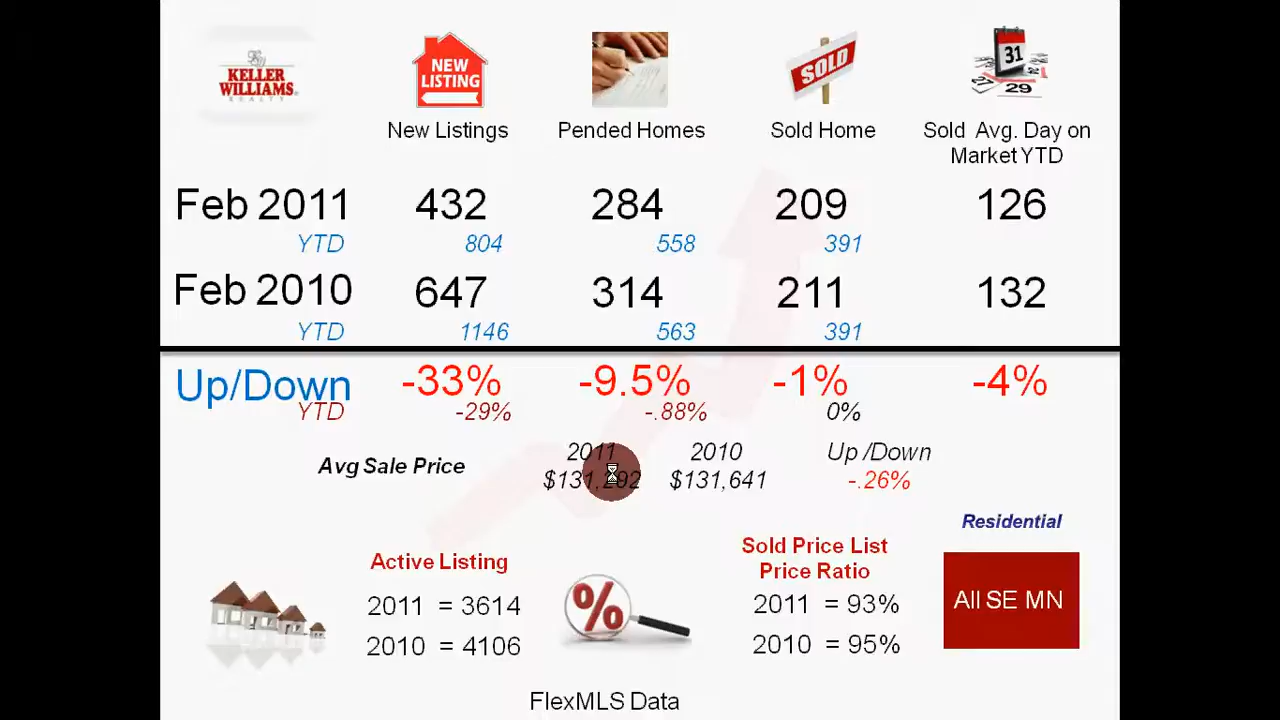 KELLER
WILLIAMS
REALTY
NEW
LISTING
SOLD
31
29
New Listings Pended Homes Sold Home Sold Avg. Day on
Market YTD
Feb 2011 432 284 209 126
YTD 804 558 391
Feb 2010 647 314 211 132
YTD 1146 563 391
Up/Down -33% -9.5% -1% -4%
YTD -29% -.88% 0%
2011 2010 Up /Down
Avg Sale Price
$131,292 $131,641 -.26%
Residential
Active Listing
Sold Price List
Price Ratio
2011 = 3614
2011 = 93%
%
All SE MN
2010 = 4106
2010 = 95%
FlexMLS Data